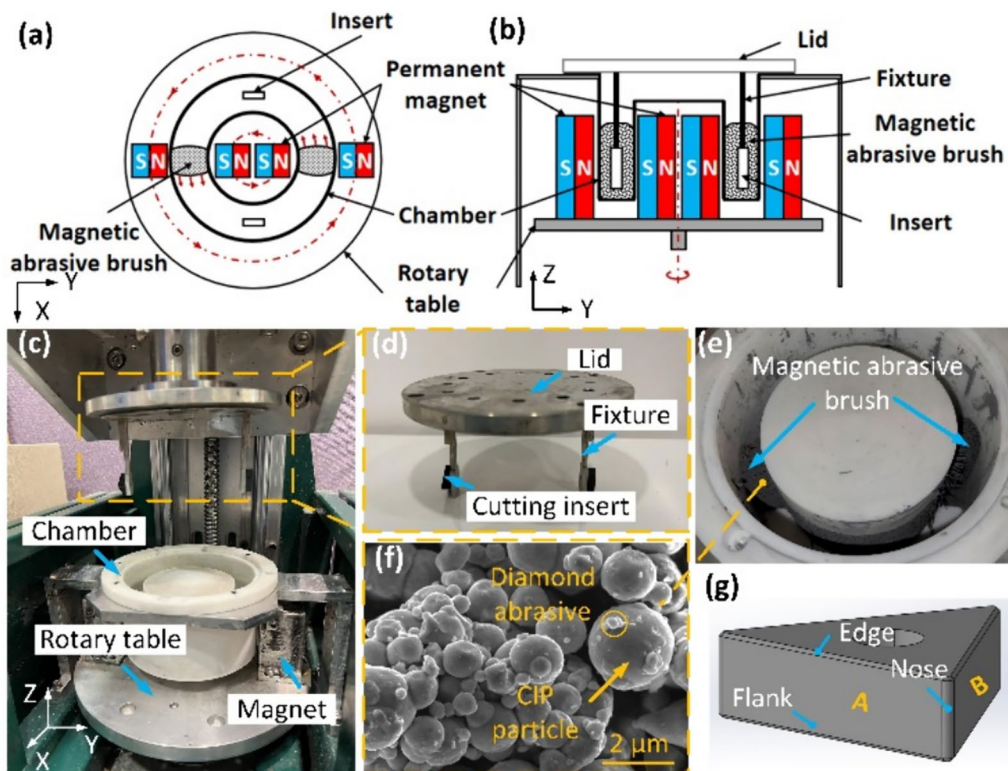 (a)
Insert
Permanent
magnet
S N
S N
S N
S N
Chamber
Magnetic
abrasive brush
Rotary
table
Y
X
(b)
Lid
Fixture
Magnetic
abrasive brush
S N
S N
S N
S N
Insert
Z
Y
(c)
Chamber
Rotary table
Magnet
Z
Y
X
(d)
Lid
Fixture
Cutting insert
(e)
Magnetic abrasive
brush
(f)
Diamond
abrasive
CIP
particle
2 μm
(g)
Edge
Nose
Flank
A
B